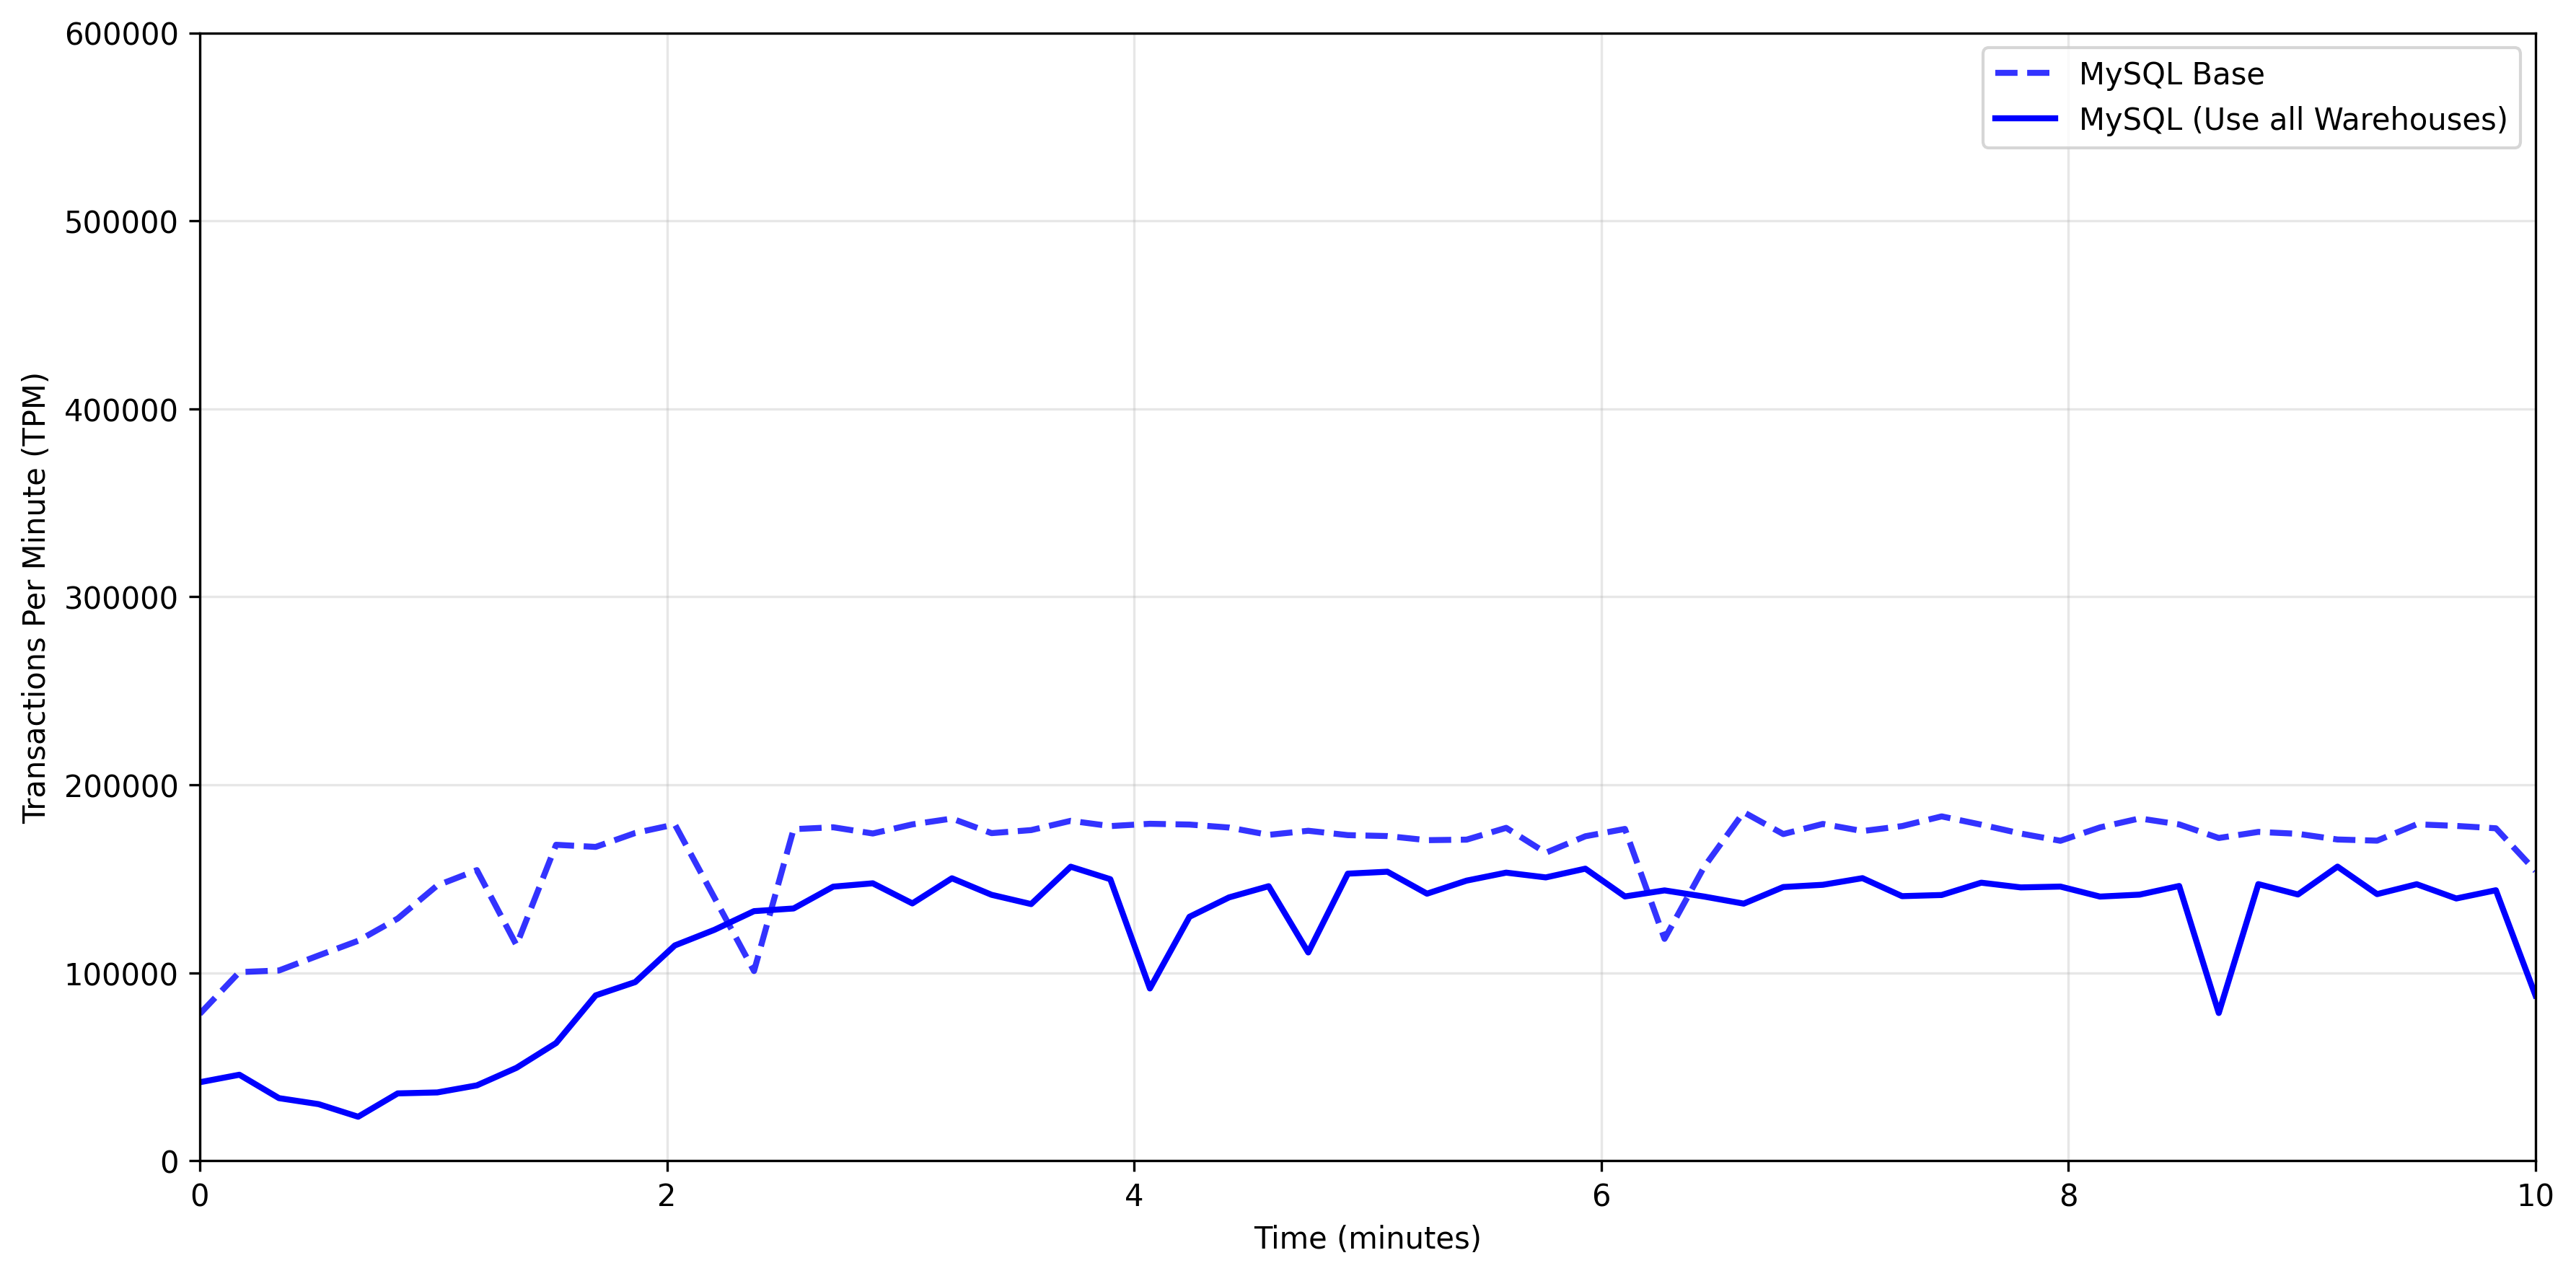 600000
500000
400000
300000
200000
100000
0
Transactions Per Minute (TPM)
MySQL Base
MySQL (Use all Warehouses)
0 2 4 6 8 10
Time (minutes)